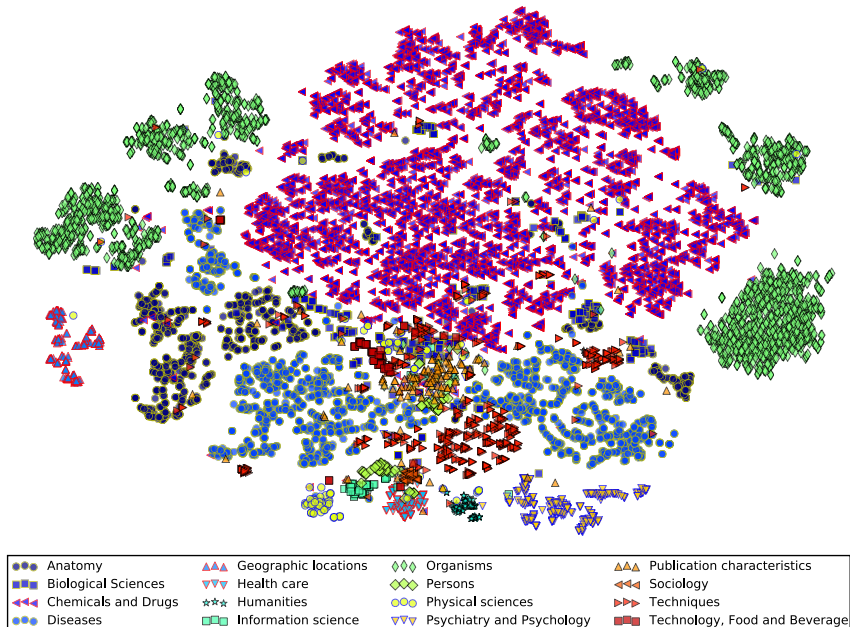 Anatomy Geographic locations Organisms Publication characteristics
Biological Sciences Health care Persons Sociology
Chemicals and Drugs Humanities Physical sciences Techniques
Diseases Information science Psychiatry and Psychology Technology, Food and Beverage